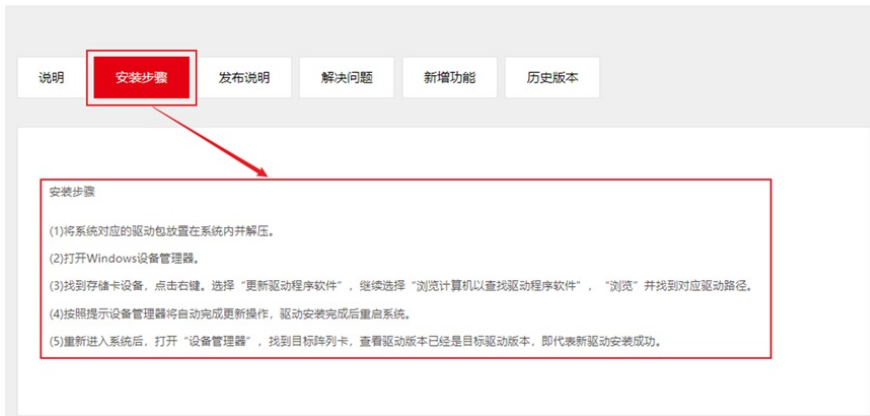 说明 安装步骤 发布说明 解决问题 新增功能 历史版本
安装步骤
(1)将系统对应的驱动包放置在系统内并解压。
(2)打开Windows设备管理器。
(3)找到存储卡设备，点击右键。选择“更新驱动程序软件”，继续选择“浏览计算机以查找驱动程序软件”，“浏览”并找到对应驱动路径。
(4)按照提示设备管理器将自动完成更新操作，驱动安装完成后重启系统。
(5)重新进入系统后，打开“设备管理器”，找到目标阵列卡，查看驱动版本已经是目标驱动版本，即代表新驱动安装成功。